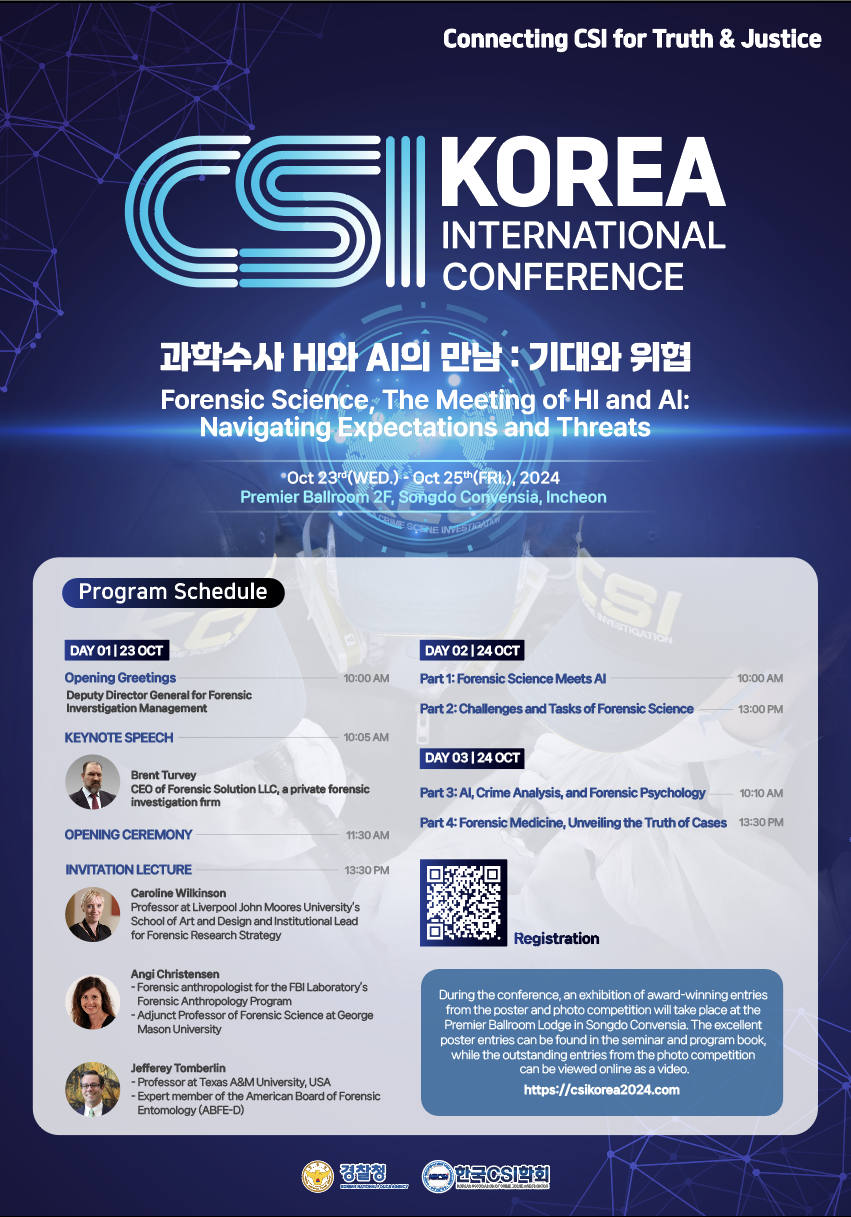 Connecting CSI for Truth & Justice
CSI KOREA
INTERNATIONAL
CONFERENCE
과학수사 HI와 AI의 만남 : 기대와 위협
Forensic Science, The Meeting of HI and AI:
Navigating Expectations and Threats
Oct 23rd(WED.) - Oct 25th(FRI.), 2024
Premier Ballroom 2F, Songdo Convensia, Incheon
CRIME SCENE INVESTIGATION
CSI
Program Schedule
DAY 01 | 23 OCT
Opening Greetings 10:00 AM
Deputy Director General for Forensic
Inverstigation Management
KEYNOTE SPEECH 10:05 AM
Brent Turvey
CEO of Forensic Solution LLC, a private forensic
investigation firm
OPENING CEREMONY 11:30 AM
INVITATION LECTURE 13:30 PM
Caroline Wilkinson
Professor at Liverpool John Moores University's
School of Art and Design and Institutional Lead
for Forensic Research Strategy
Angi Christensen
- Forensic anthropologist for the FBI Laboratory's
Forensic Anthropology Program
- Adjunct Professor of Forensic Science at George
Mason University
Jefferey Tomberlin
- Professor at Texas A&M University, USA
- Expert member of the American Board of Forensic
Entomology (ABFE-D)
DAY 02 | 24 OCT
Part 1: Forensic Science Meets AI 10:00 AM
Part 2: Challenges and Tasks of Forensic Science 13:00 PM
DAY 03 | 24 OCT
Part 3: AI, Crime Analysis, and Forensic Psychology 10:10 AM
Part 4: Forensic Medicine, Unveiling the Truth of Cases 13:30 PM
Registration
During the conference, an exhibition of award-winning entries
from the poster and photo competition will take place at the
Premier Ballroom Lodge in Songdo Convensia. The excellent
poster entries can be found in the seminar and program book,
while the outstanding entries from the photo competition
can be viewed online as a video.
https://csikorea2024.com
경찰청
KOREAN NATIONAL POLICE AGENCY
한국CSI학회